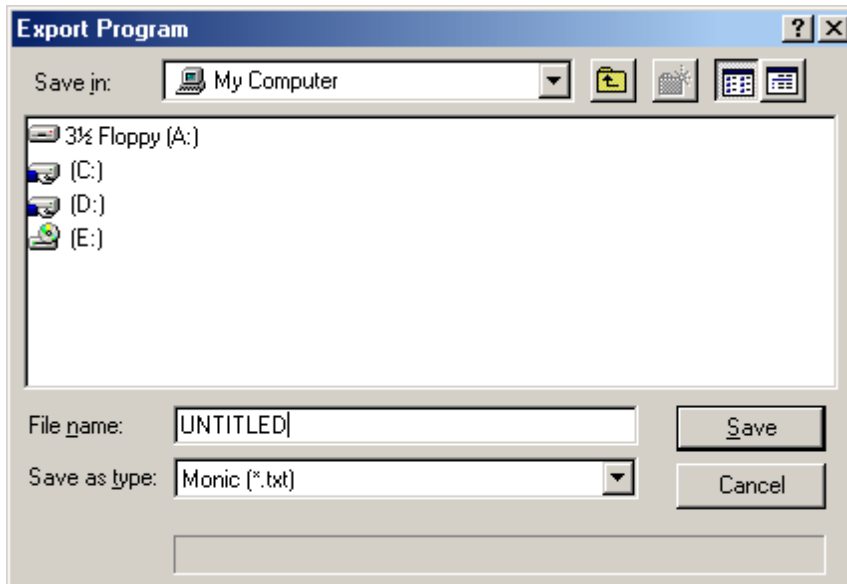 Export Program
Save in:
My Computer
3½ Floppy (A:)
(C:)
(D:)
(E:)
File name:
UNTITLED
Save
Save as type:
Monic (*.txt)
Cancel